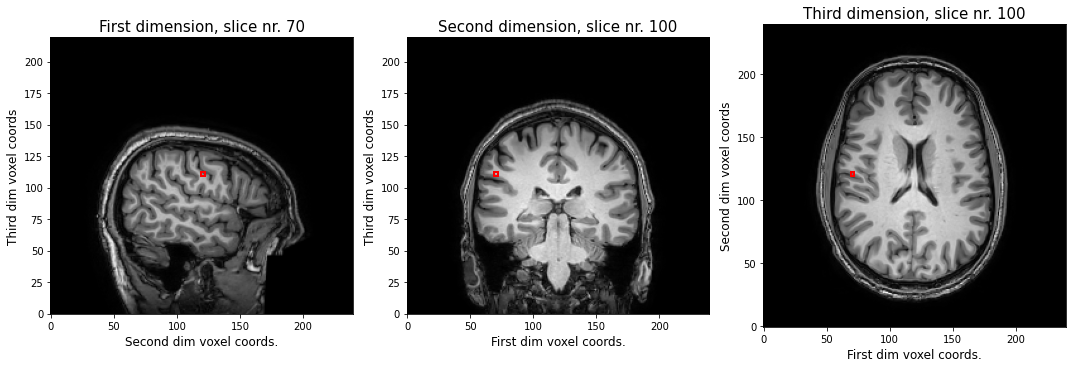 First dimension, slice nr. 70
Third dim voxel coords
200
175
150
125
100
75
50
25
0
0 50 100 150 200
Second dim voxel coords.
Second dimension, slice nr. 100
Third dim voxel coords
200
175
150
125
100
75
50
25
0
0 50 100 150 200
First dim voxel coords.
Third dimension, slice nr. 100
Second dim voxel coords
200
150
100
50
0
0 50 100 150 200
First dim voxel coords.